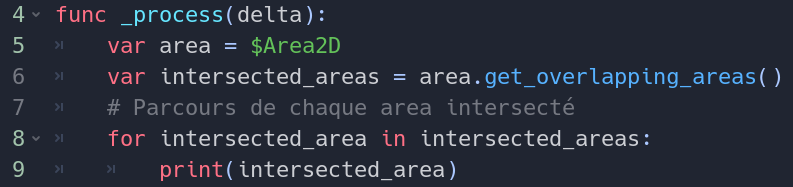 4 func _process(delta):
5 var area = $Area2D
6 var intersected_areas = area.get_overlapping_areas()
7 # Parcours de chaque area intersecté
8 for intersected_area in intersected_areas:
9 print(intersected_area)